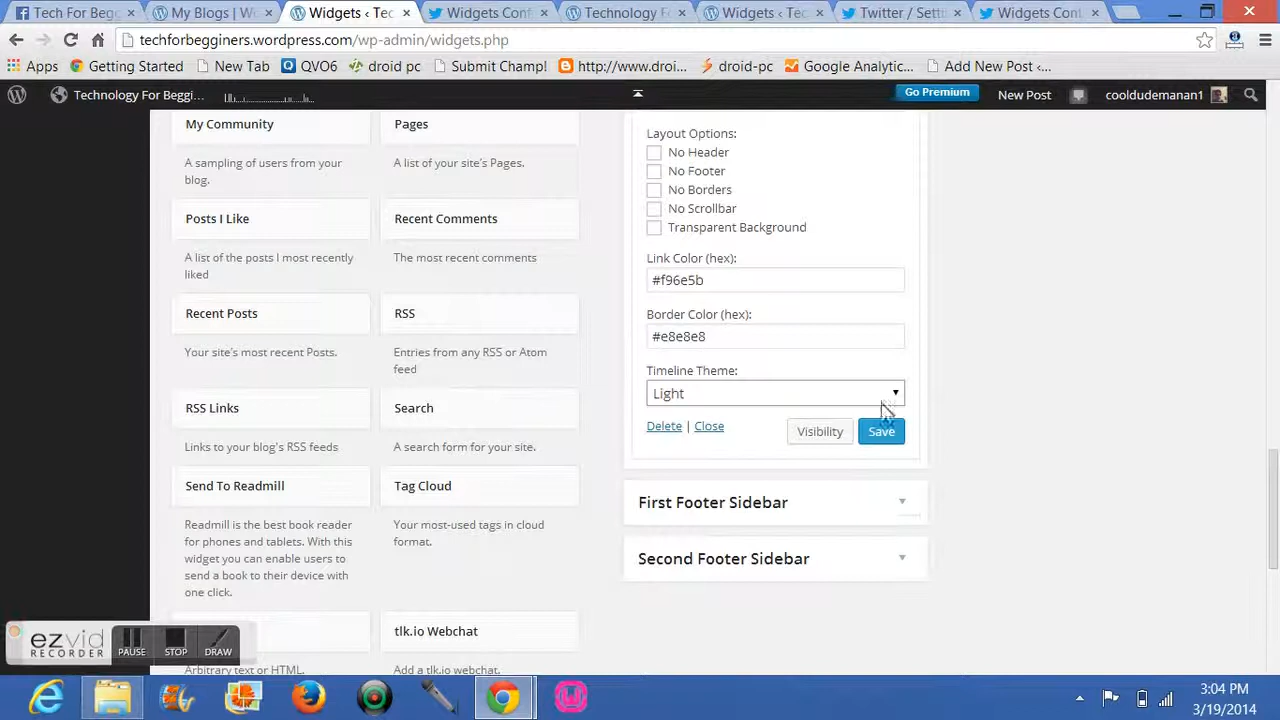 Tech For Beg
My Blogs | W
Widgets ‹ Tec
Widgets Conf
Technology F
Widgets ‹ Tec
Twitter / Sett
Widgets Conf
techforbegginers.wordpress.com/wp-admin/widgets.php
Apps Getting Started New Tab QVO6 droid pc Submit Champ! http://www.droi... droid-pc Google Analytic... Add New Post ‹...
Technology For Beggi... Go Premium New Post cooldudemanan1
My Community
A sampling of users from your
blog.
Pages
A list of your site's Pages.
Posts I Like
A list of the posts I most recently
liked
Recent Comments
The most recent comments
Recent Posts
Your site's most recent Posts.
RSS
Entries from any RSS or Atom
feed
RSS Links
Links to your blog's RSS feeds
Search
A search form for your site.
Send To Readmill
Readmill is the best book reader
for phones and tablets. With this
widget you can enable users to
send a book to their device with
one click.
Tag Cloud
Your most-used tags in cloud
format.
Arbitrary text or HTML.
tlk.io Webchat
Add a tlk.io webchat.
Layout Options:
No Header
No Footer
No Borders
No Scrollbar
Transparent Background
Link Color (hex):
#f96e5b
Border Color (hex):
#e8e8e8
Timeline Theme:
Light
Delete | Close Visibility Save
First Footer Sidebar
Second Footer Sidebar
ezvid
RECORDER
PAUSE STOP DRAW
3:04 PM
3/19/2014